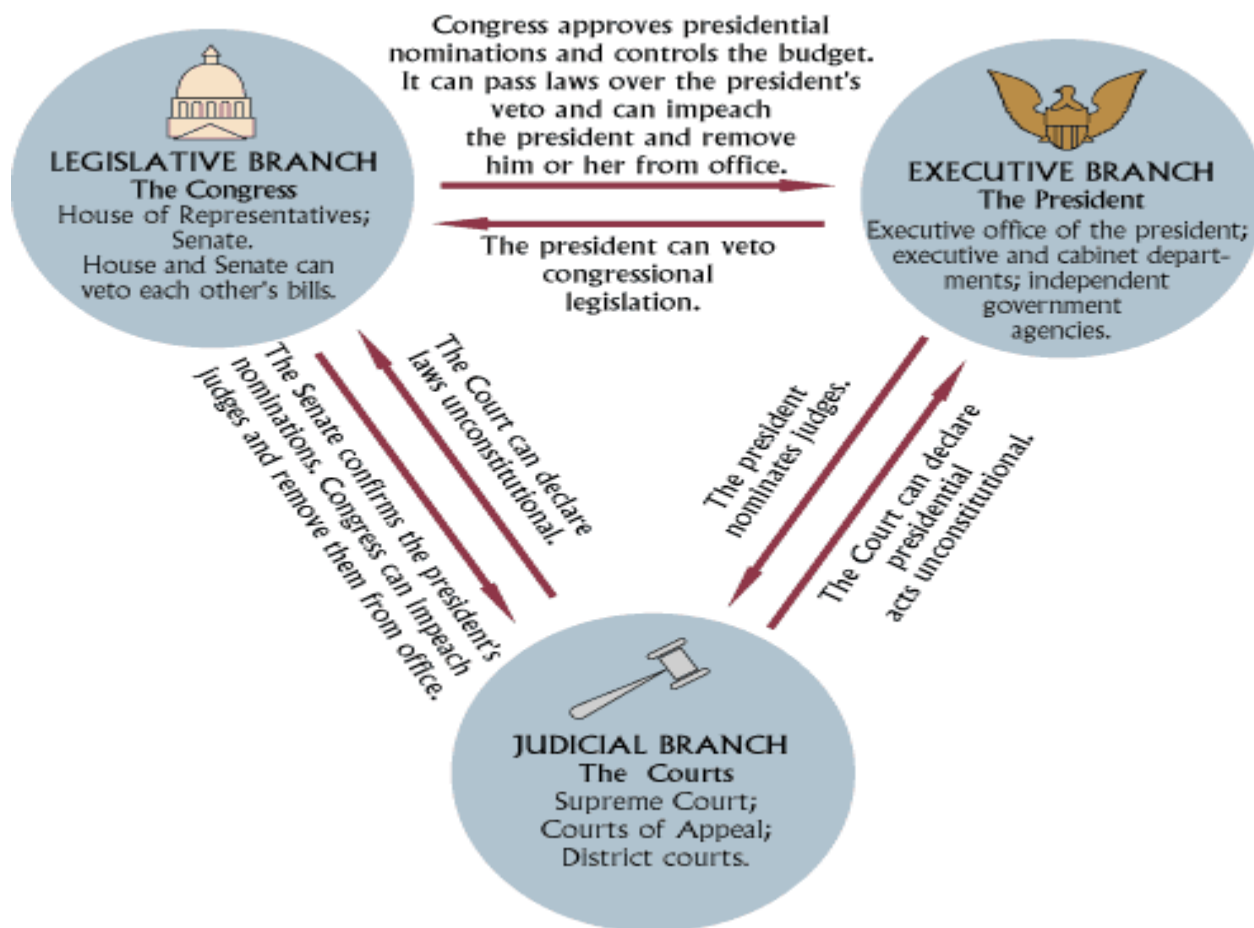 Congress approves presidential
nominations and controls the budget.
It can pass laws over the president's
veto and can impeach
the president and remove
him or her from office.
LEGISLATIVE BRANCH
The Congress
House of Representatives;
Senate.
House and Senate can
veto each other's bills.
EXECUTIVE BRANCH
The President
Executive office of the president;
executive and cabinet depart-
ments; independent
government
agencies.
The president can veto
congressional
legislation.
The Senate confirms the president's
nominations. Congress can impeach
judges and remove them from office.
The Court can declare
laws unconstitutional.
The president
nominates judges.
The Court can declare
presidential
acts unconstitutional.
JUDICIAL BRANCH
The Courts
Supreme Court;
Courts of Appeal;
District courts.